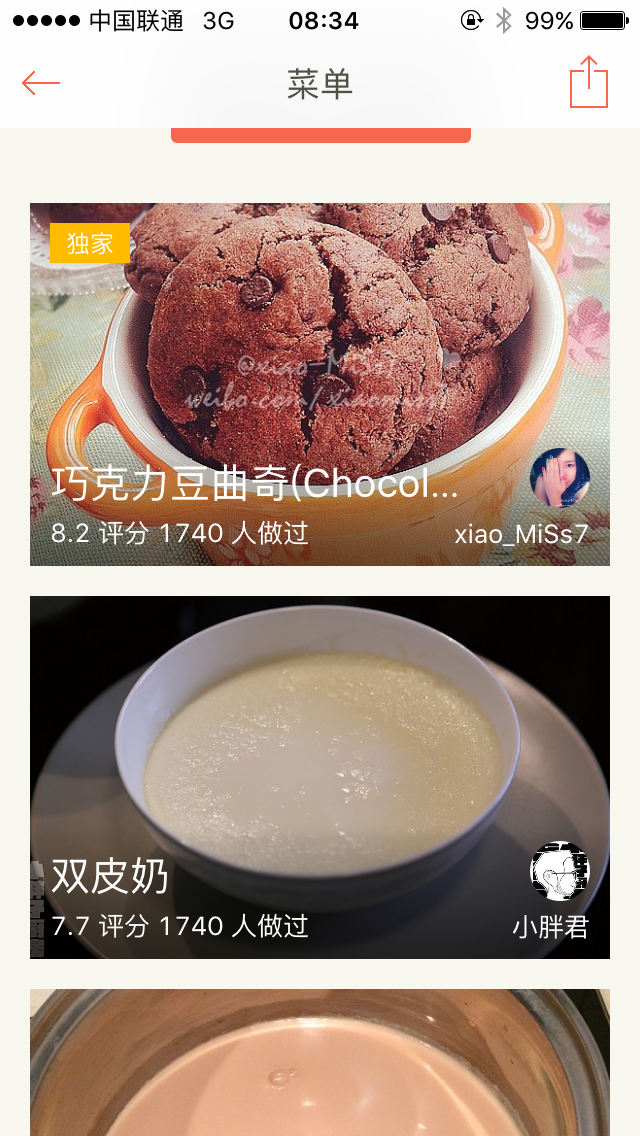 中国联通 3G 08:34 99%
菜单
独家
@xiao-MiSs7
weibo.com/xiaomiss7
巧克力豆曲奇(Chocol...
8.2 评分 1740 人做过
xiao_MiSs7
双皮奶
7.7 评分 1740 人做过
小胖君